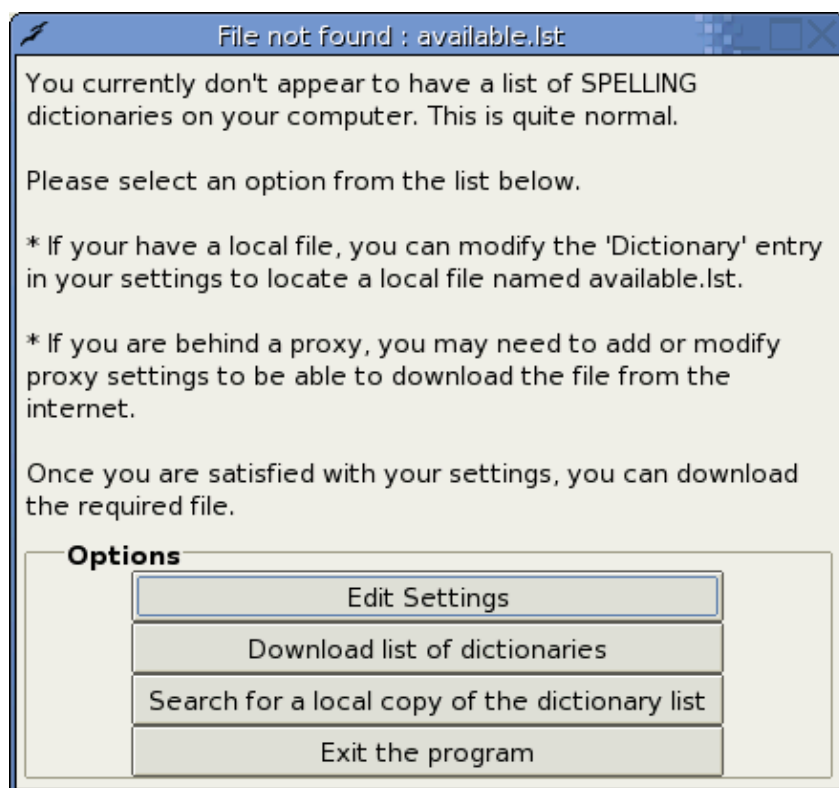 File not found : available.lst
You currently don't appear to have a list of SPELLING
dictionaries on your computer. This is quite normal.
Please select an option from the list below.
* If your have a local file, you can modify the 'Dictionary' entry
in your settings to locate a local file named available.lst.
* If you are behind a proxy, you may need to add or modify
proxy settings to be able to download the file from the
internet.
Once you are satisfied with your settings, you can download
the required file.
Options
Edit Settings
Download list of dictionaries
Search for a local copy of the dictionary list
Exit the program